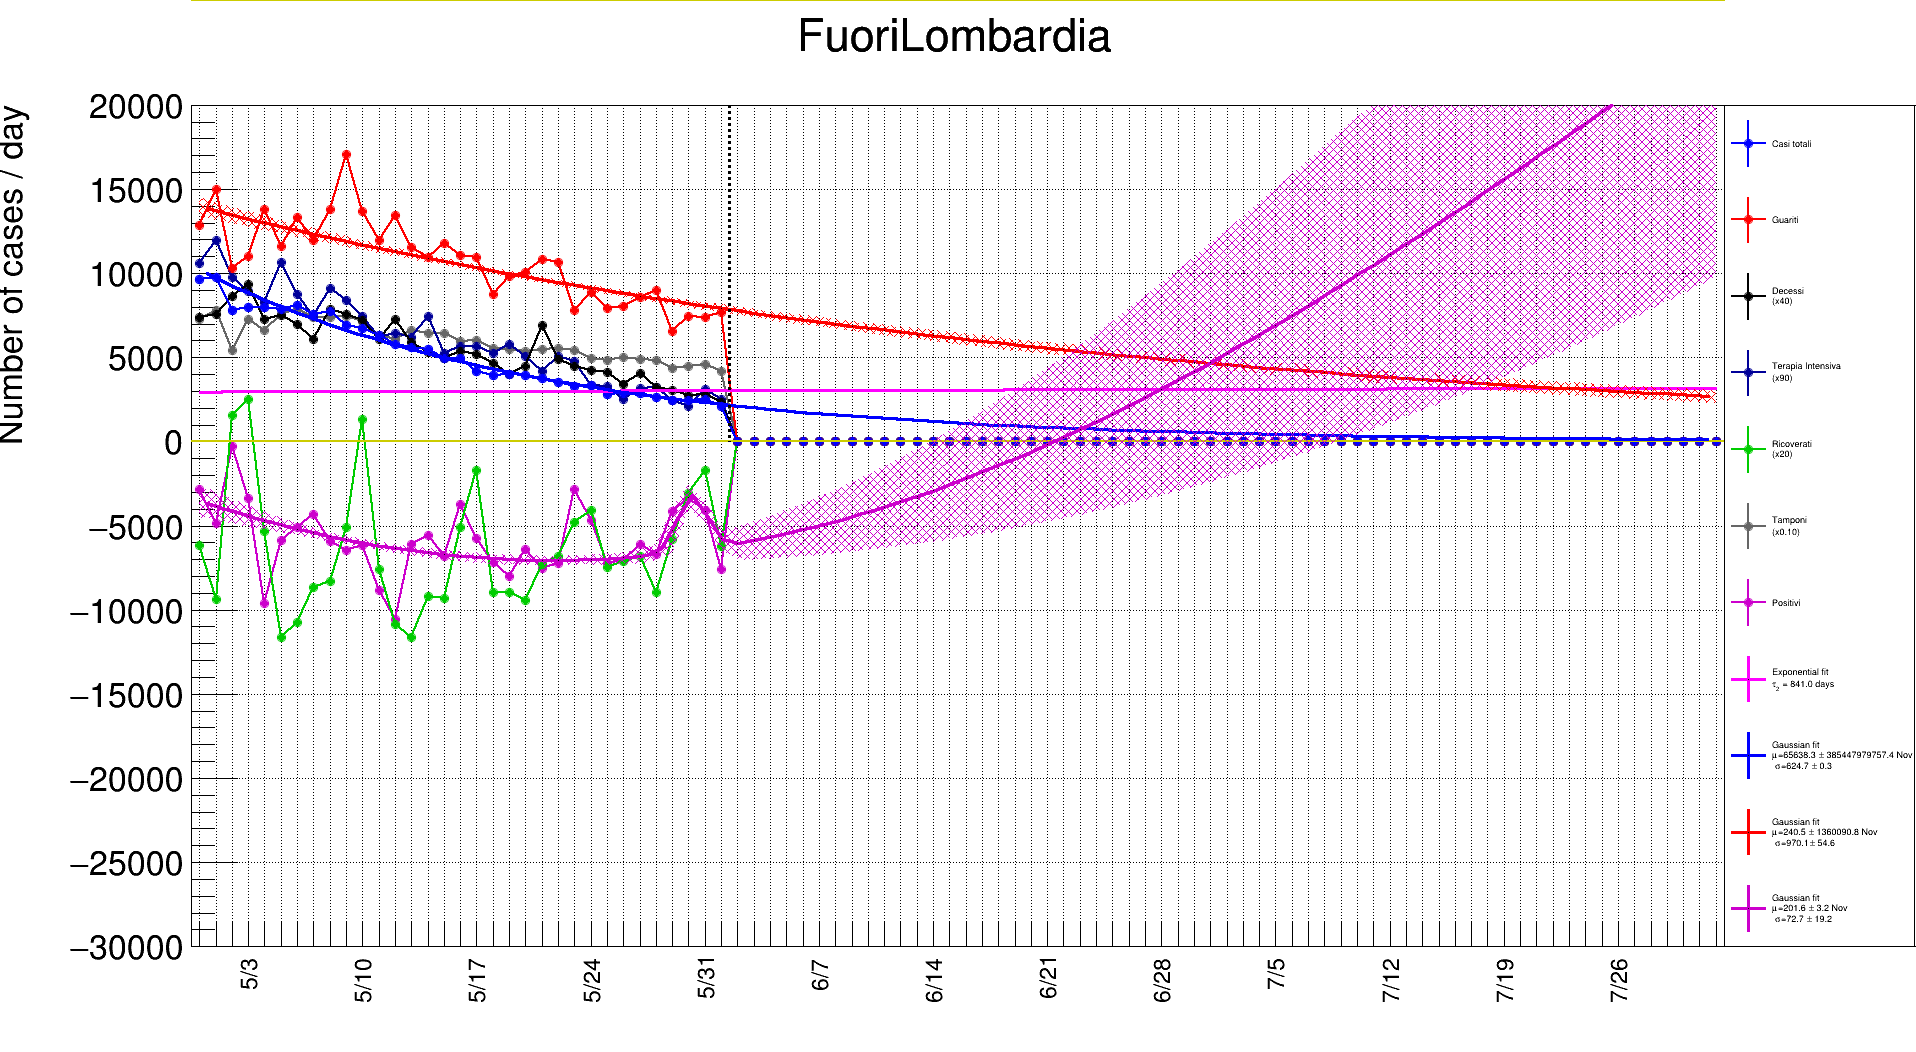 FuoriLombardia
Number of cases / day
20000
15000
10000
5000
0
−5000
−10000
−15000
−20000
−25000
−30000
5/3
5/10
5/17
5/24
5/31
6/7
6/14
6/21
6/28
7/5
7/12
7/19
7/26
Casi totali
Guariti
Decessi
(x40)
Terapia Intensiva
(x90)
Ricoverati
(x20)
Tamponi
(x0.10)
Positivi
Exponential fit
τ₂ = 841.0 days
Gaussian fit
μ=65638.3 ± 385447979757.4 Nov
σ=624.7 ± 0.3
Gaussian fit
μ=240.5 ± 1360090.8 Nov
σ=970.1± 54.6
Gaussian fit
μ=201.6 ± 3.2 Nov
σ=72.7 ± 19.2